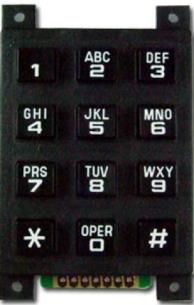 ABC DEF
1 2 3
GHI JKL MNO
4 5 6
PRS TUV WXY
7 8 9
OPER
* 0 #